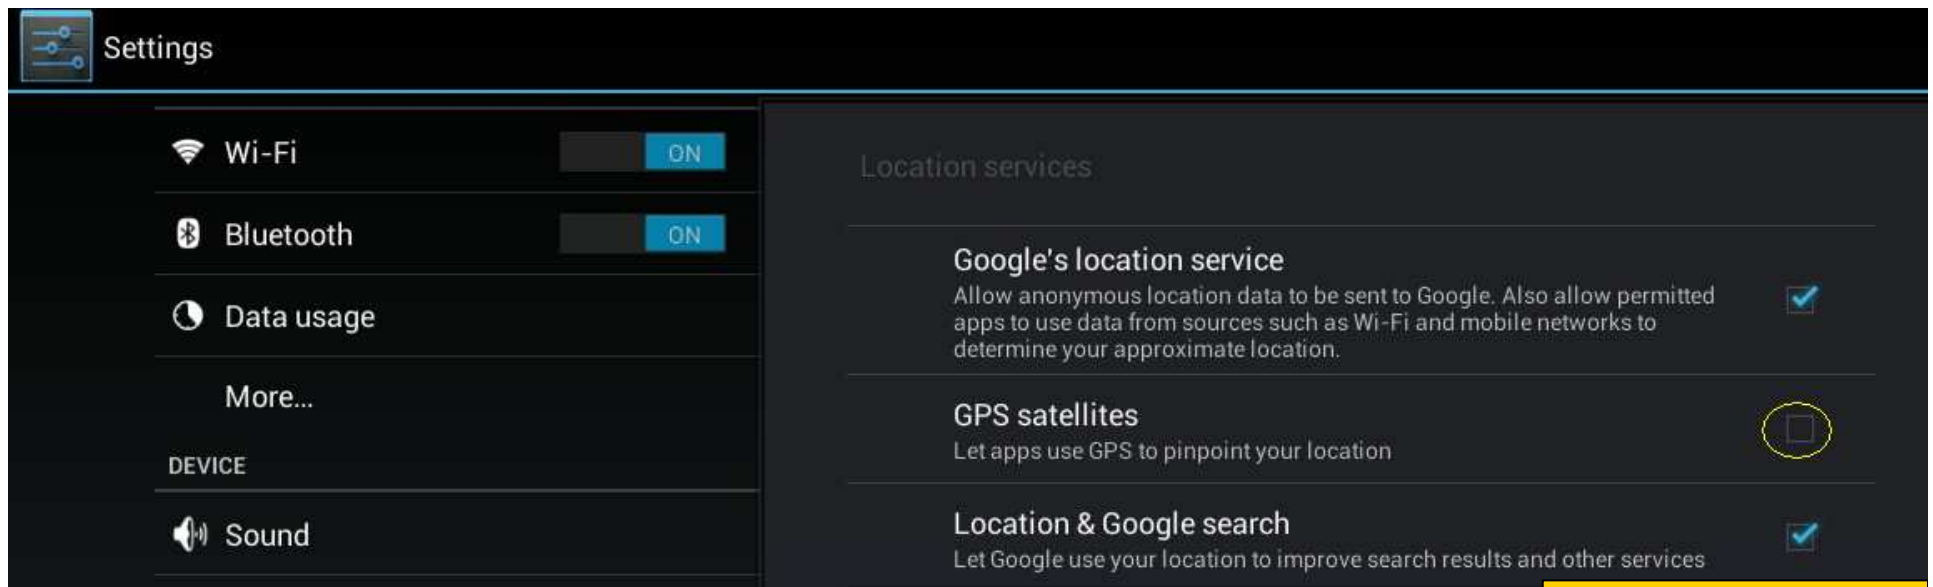 Settings
Wi-Fi
ON
Bluetooth
ON
Data usage
More...
DEVICE
Sound
Location services
Google's location service
Allow anonymous location data to be sent to Google. Also allow permitted
apps to use data from sources such as Wi-Fi and mobile networks to
determine your approximate location.
GPS satellites
Let apps use GPS to pinpoint your location
Location & Google search
Let Google use your location to improve search results and other services